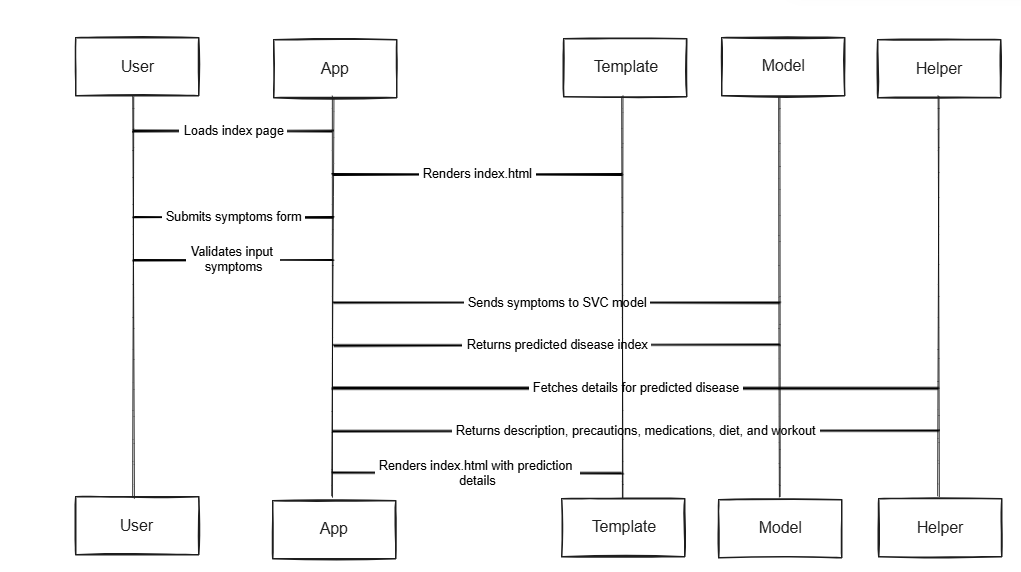 User
App
Template
Model
Helper
Loads index page
Renders index.html
Submits symptoms form
Validates input
symptoms
Sends symptoms to SVC model
Returns predicted disease index
Fetches details for predicted disease
Returns description, precautions, medications, diet, and workout
Renders index.html with prediction
details
User
App
Template
Model
Helper